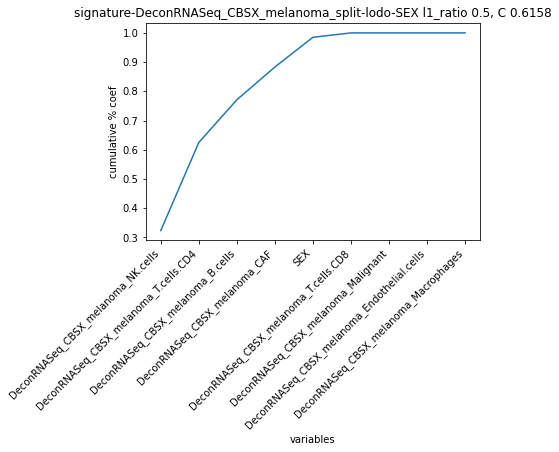 signature-DeconRNASeq_CBSX_melanoma_split-lodo-SEX l1_ratio 0.5, C 0.6158
cumulative % coef
1.0
0.9
0.8
0.7
0.6
0.5
0.4
0.3
DeconRNASeq_CBSX_melanoma_NK.cells
DeconRNASeq_CBSX_melanoma_T.cells.CD4
DeconRNASeq_CBSX_melanoma_B.cells
DeconRNASeq_CBSX_melanoma_CAF
SEX
DeconRNASeq_CBSX_melanoma_T.cells.CD8
DeconRNASeq_CBSX_melanoma_Malignant
DeconRNASeq_CBSX_melanoma_Endothelial.cells
DeconRNASeq_CBSX_melanoma_Macrophages
variables